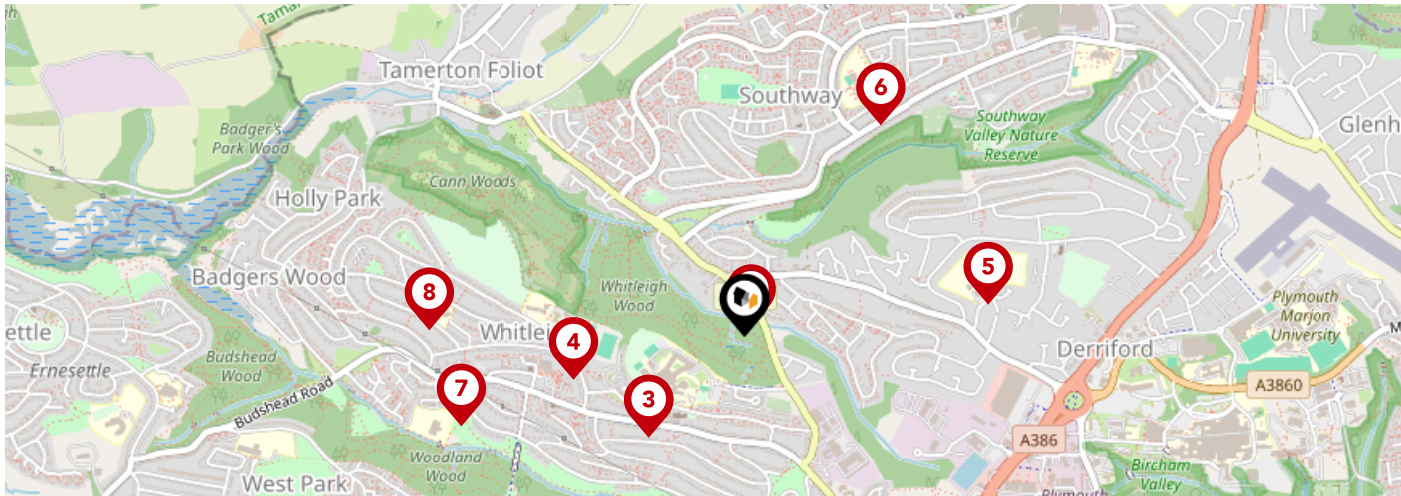 Tamar
Tamerton Foliot
Southway
6
Badger's
Park Wood
Southway
Valley Nature
Reserve
Glenh
Cann Woods
Holly Park
Badgers Wood
8
Whitleigh
Wood
5
Plymouth
Marjon
University
ettle
Whitlei
4
Derriford
M
Ernesettle
Budshead
Wood
7
3
A3860
Budshead Road
A386
Woodland
Wood
West Park
Bircham
Valley
Plymouth